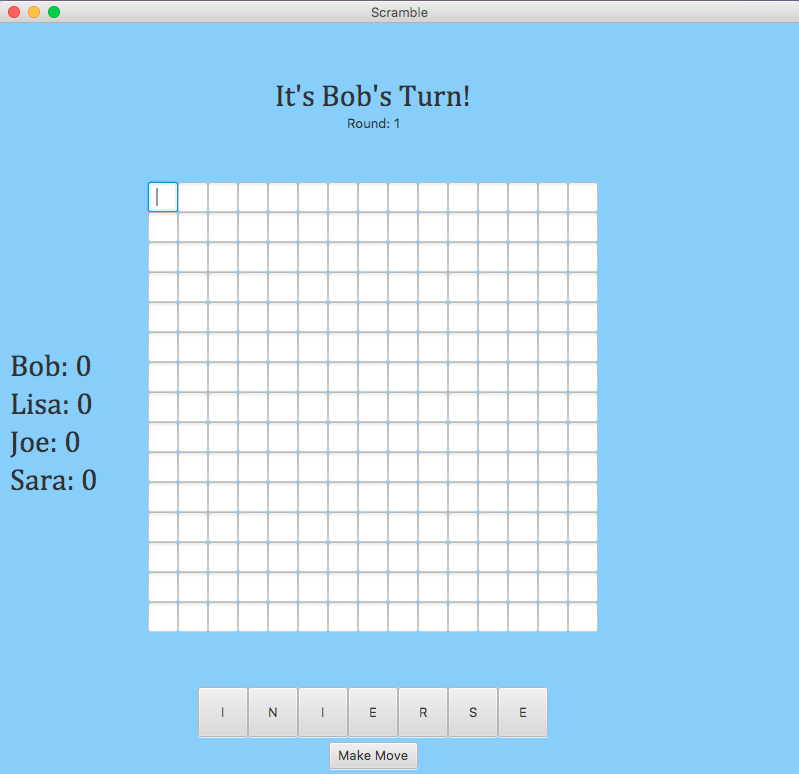 Scramble
It's Bob's Turn!
Round: 1
Bob: 0
Lisa: 0
Joe: 0
Sara: 0
I N I E R S E
Make Move